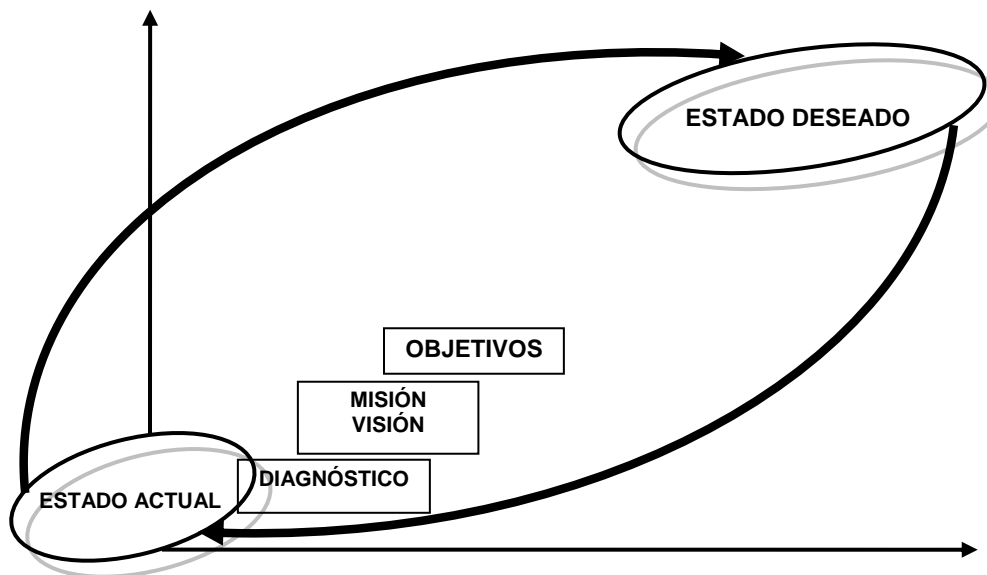 ESTADO DESEADO
OBJETIVOS
MISIÓN
VISIÓN
DIAGNÓSTICO
ESTADO ACTUAL